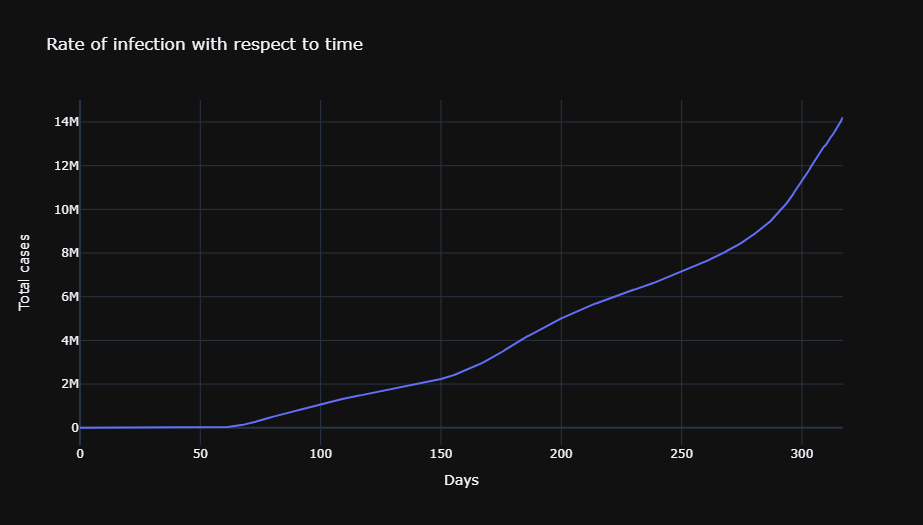 Rate of infection with respect to time
Total cases
14M
12M
10M
8M
6M
4M
2M
0
0 50 100 150 200 250 300
Days